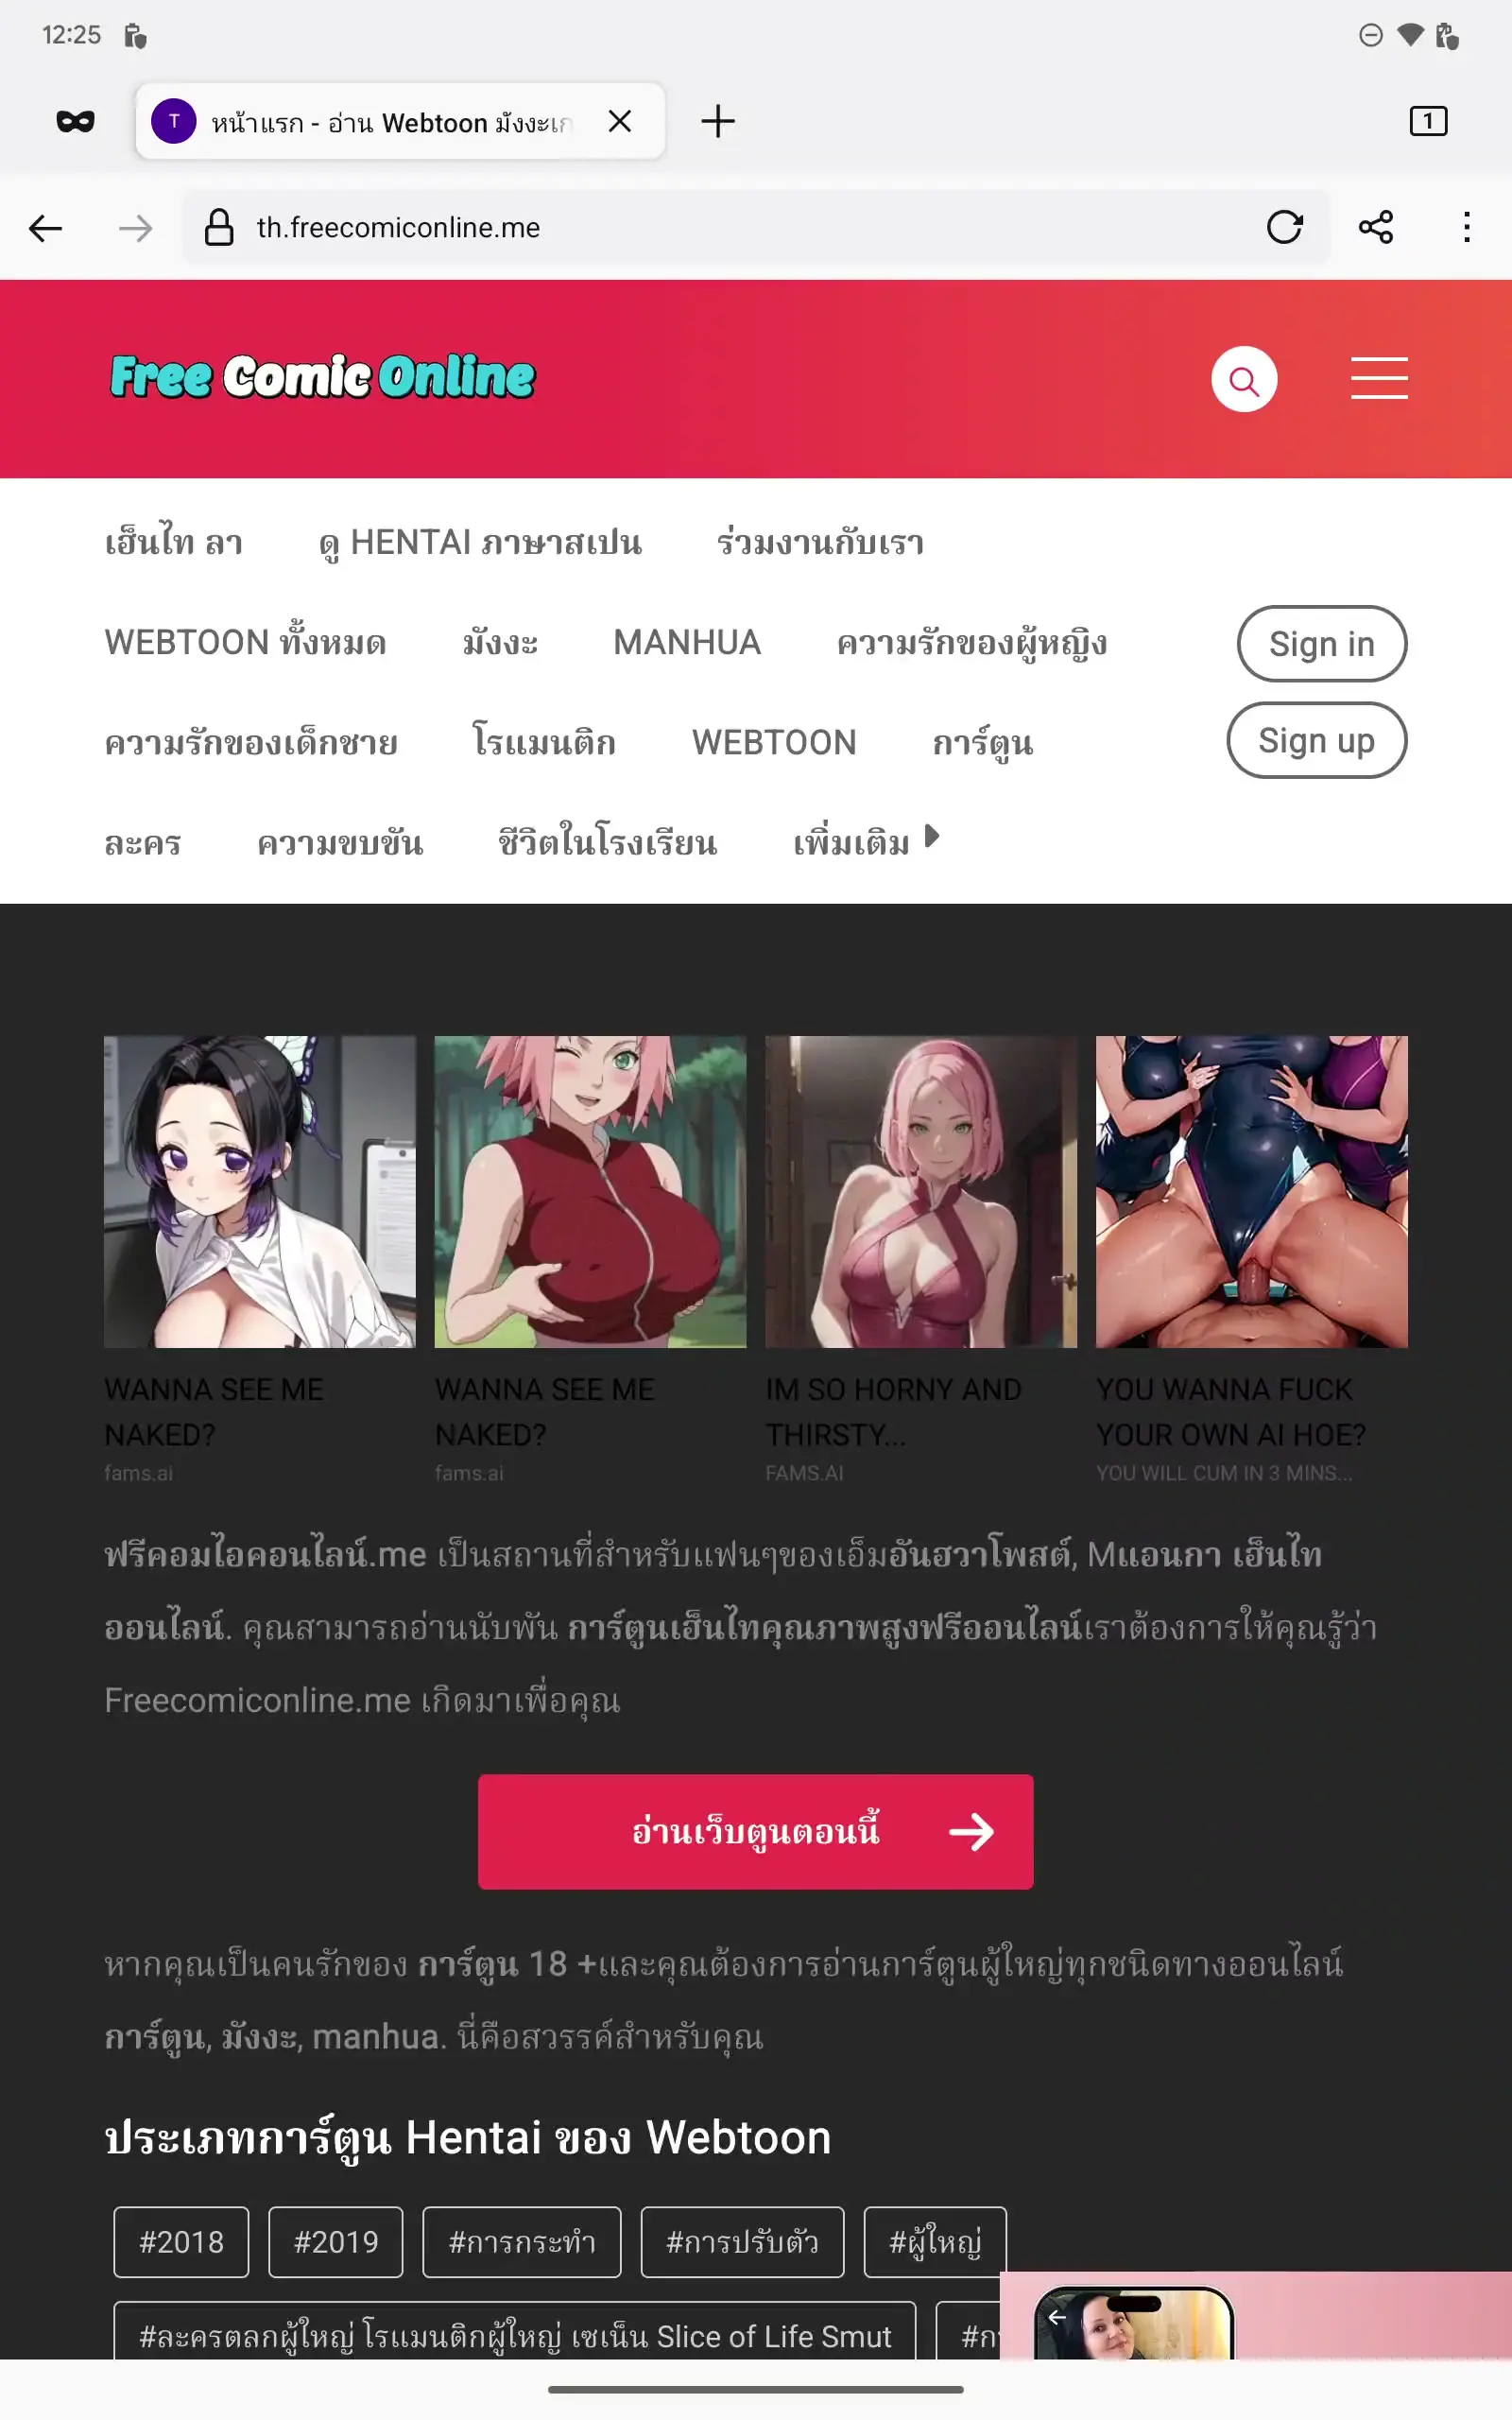 12:25
T หน้าแรก - อ่าน Webtoon มังงะเก
1
th.freecomiconline.me
Free Comic Online
เฮ็นไท ลา ดู HENTAI ภาษาสเปน ร่วมงานกับเรา
WEBTOON ทั้งหมด มังงะ MANHUA ความรักของผู้หญิง
Sign in
ความรักของเด็กชาย โรแมนติก WEBTOON การ์ตูน
Sign up
ละคร ความขบขัน ชีวิตในโรงเรียน เพิ่มเติม
WANNA SEE ME
NAKED?
fams.ai
WANNA SEE ME
NAKED?
fams.ai
IM SO HORNY AND
THIRSTY...
FAMS.AI
YOU WANNA FUCK
YOUR OWN AI HOE?
YOU WILL CUM IN 3 MINS...
ฟรีคอมไอคอนไลน์.me เป็นสถานที่สำหรับแฟนๆของเอ็มอันฮวาโพสต์, Mแอนกา เฮ็นไท
ออนไลน์. คุณสามารถอ่านนับพัน การ์ตูนเฮ็นไทคุณภาพสูงฟรีออนไลน์เราต้องการให้คุณรู้ว่า
Freecomiconline.me เกิดมาเพื่อคุณ
อ่านเว็บตูนตอนนี้
หากคุณเป็นคนรักของ การ์ตูน 18 +และคุณต้องการอ่านการ์ตูนผู้ใหญ่ทุกชนิดทางออนไลน์
การ์ตูน, มังงะ, manhua. นี่คือสวรรค์สำหรับคุณ
ประเภทการ์ตูน Hentai ของ Webtoon
#2018 #2019 #การกระทำ #การปรับตัว #ผู้ใหญ่
#ละครตลกผู้ใหญ่ โรแมนติกผู้ใหญ่ เซเน็น Slice of Life Smut